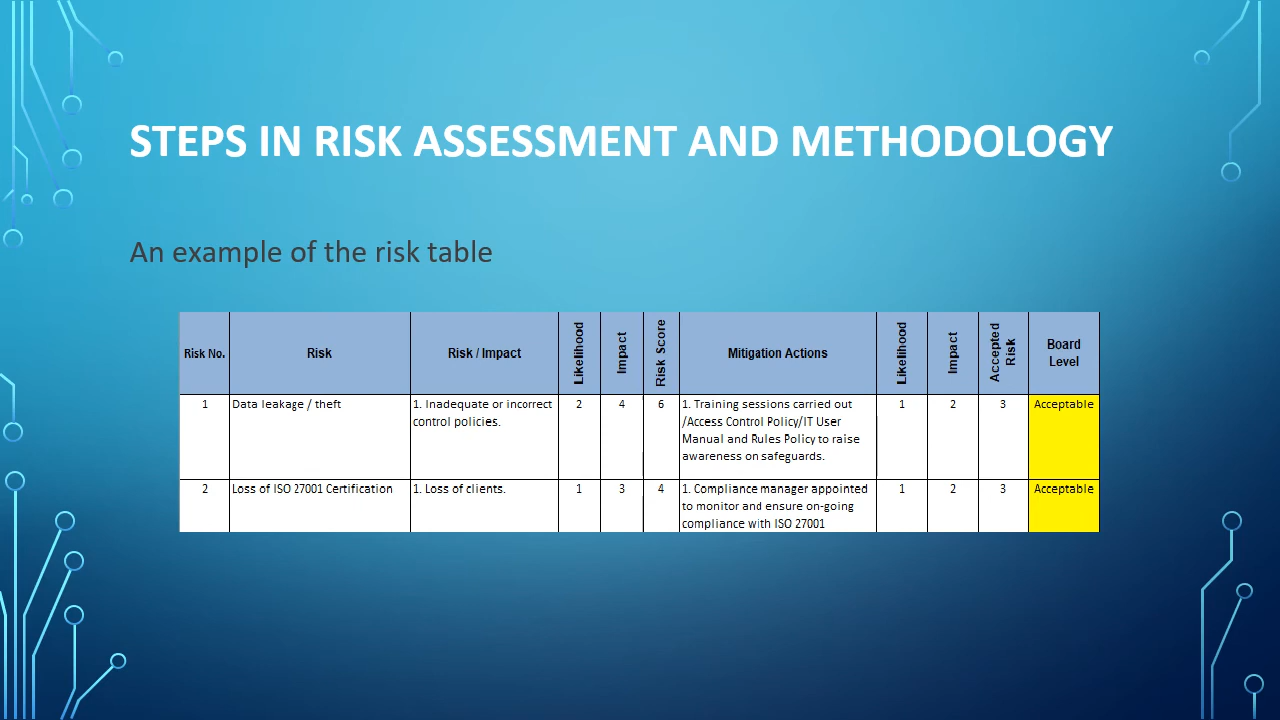 STEPS IN RISK ASSESSMENT AND METHODOLOGY
An example of the risk table
Risk No.
Risk
Risk / Impact
Likelihood
Impact
Risk Score
Mitigation Actions
Likelihood
Impact
Accepted
Risk
Board
Level
1
Data leakage / theft
1. Inadequate or incorrect
control policies.
2
4
6
1. Training sessions carried out
/Access Control Policy/IT User
Manual and Rules Policy to raise
awareness on safeguards.
1
2
3
Acceptable
2
Loss of ISO 27001 Certification
1. Loss of clients.
1
3
4
1. Compliance manager appointed
to monitor and ensure on-going
compliance with ISO 27001
1
2
3
Acceptable